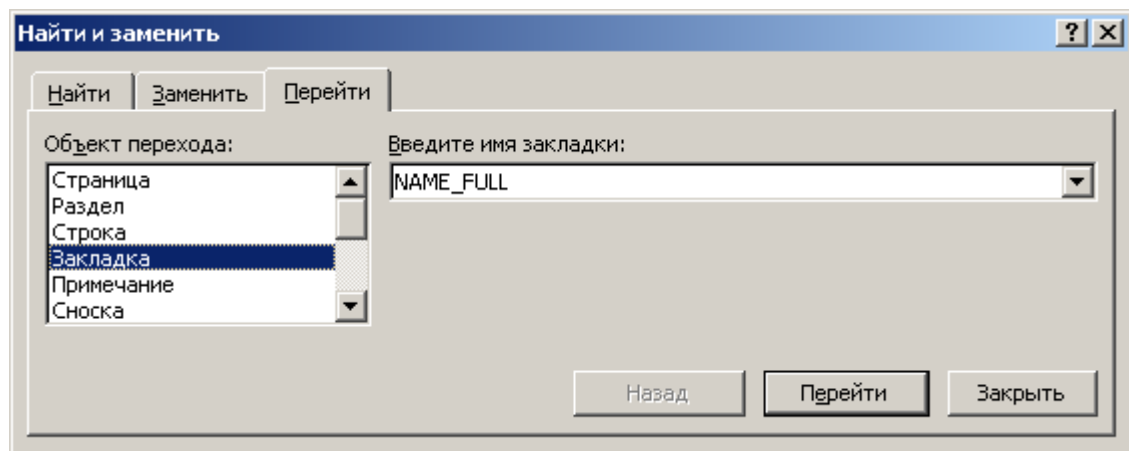 Найти и заменить
Найти Заменить Перейти
Объект перехода: Введите имя закладки:
Страница NAME_FULL
Раздел
Строка
Закладка
Примечание
Сноска
Назад Перейти Закрыть